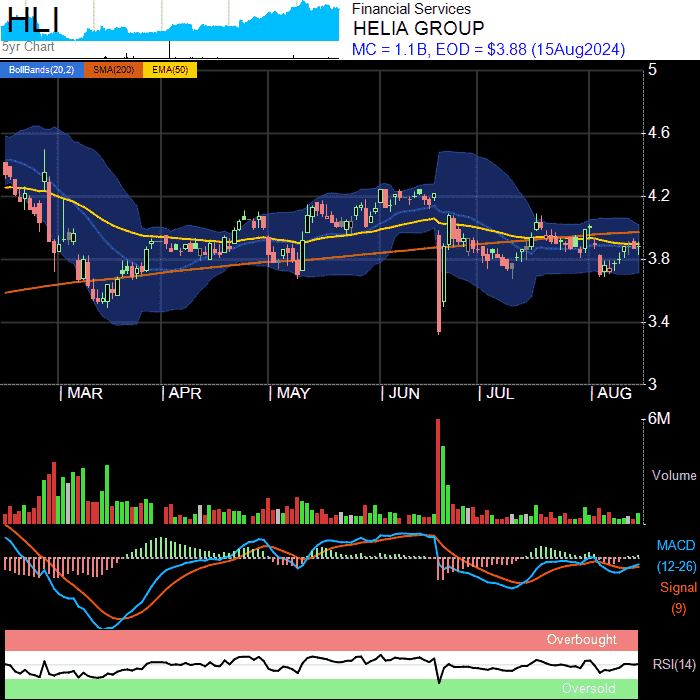 HLI
5yr Chart
Financial Services
HELIA GROUP
MC = 1.1B, EOD = $3.88 (15Aug2024)
BollBands(20,2) SMA(200) EMA(50)
5
4.6
4.2
3.8
3.4
3
MAR APR MAY JUN JUL AUG
6M
Volume
MACD
(12-26)
Signal
(9)
Overbought
RSI(14)
Oversold